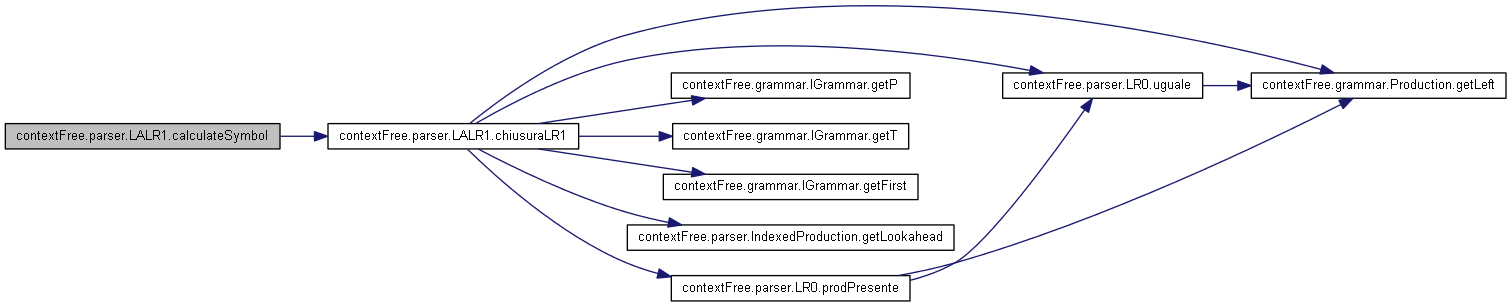 contextFree.parser.LALR1.calculateSymbol
contextFree.parser.LALR1.chiusuraLR1
contextFree.grammar.IGrammar.getP
contextFree.grammar.IGrammar.getT
contextFree.grammar.IGrammar.getFirst
contextFree.parser.IndexedProduction.getLookahead
contextFree.parser.LR0.prodPresente
contextFree.parser.LR0.uguale
contextFree.grammar.Production.getLeft